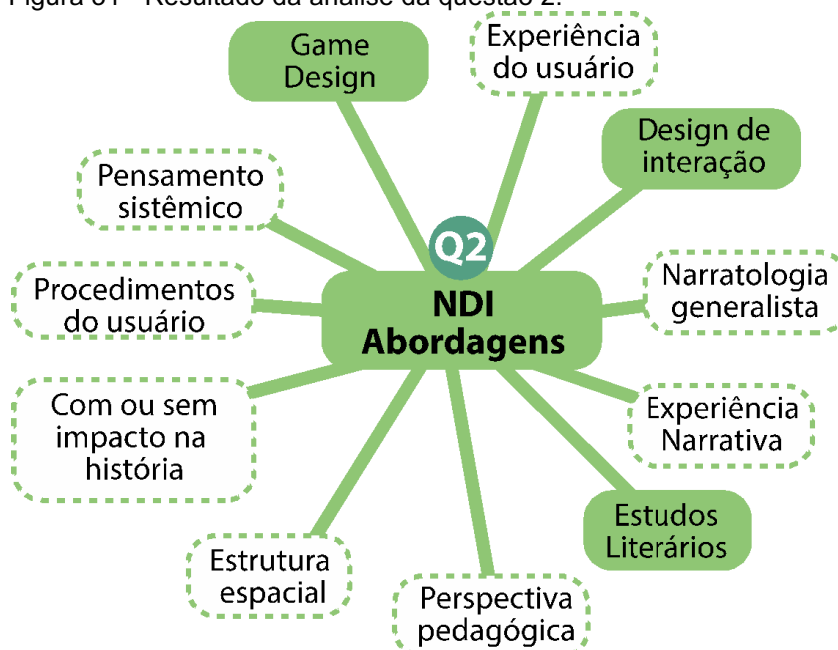 Figura 31 - Resultado da análise da questão 2.
Game
Design
Experiência
do usuário
Design de
interação
Pensamento
sistêmico
Q2
Procedimentos
do usuário
NDI
Abordagens
Narratologia
generalista
Com ou sem
impacto na
história
Experiência
Narrativa
Estrutura
espacial
Estudos
Literários
Perspectiva
pedagógica